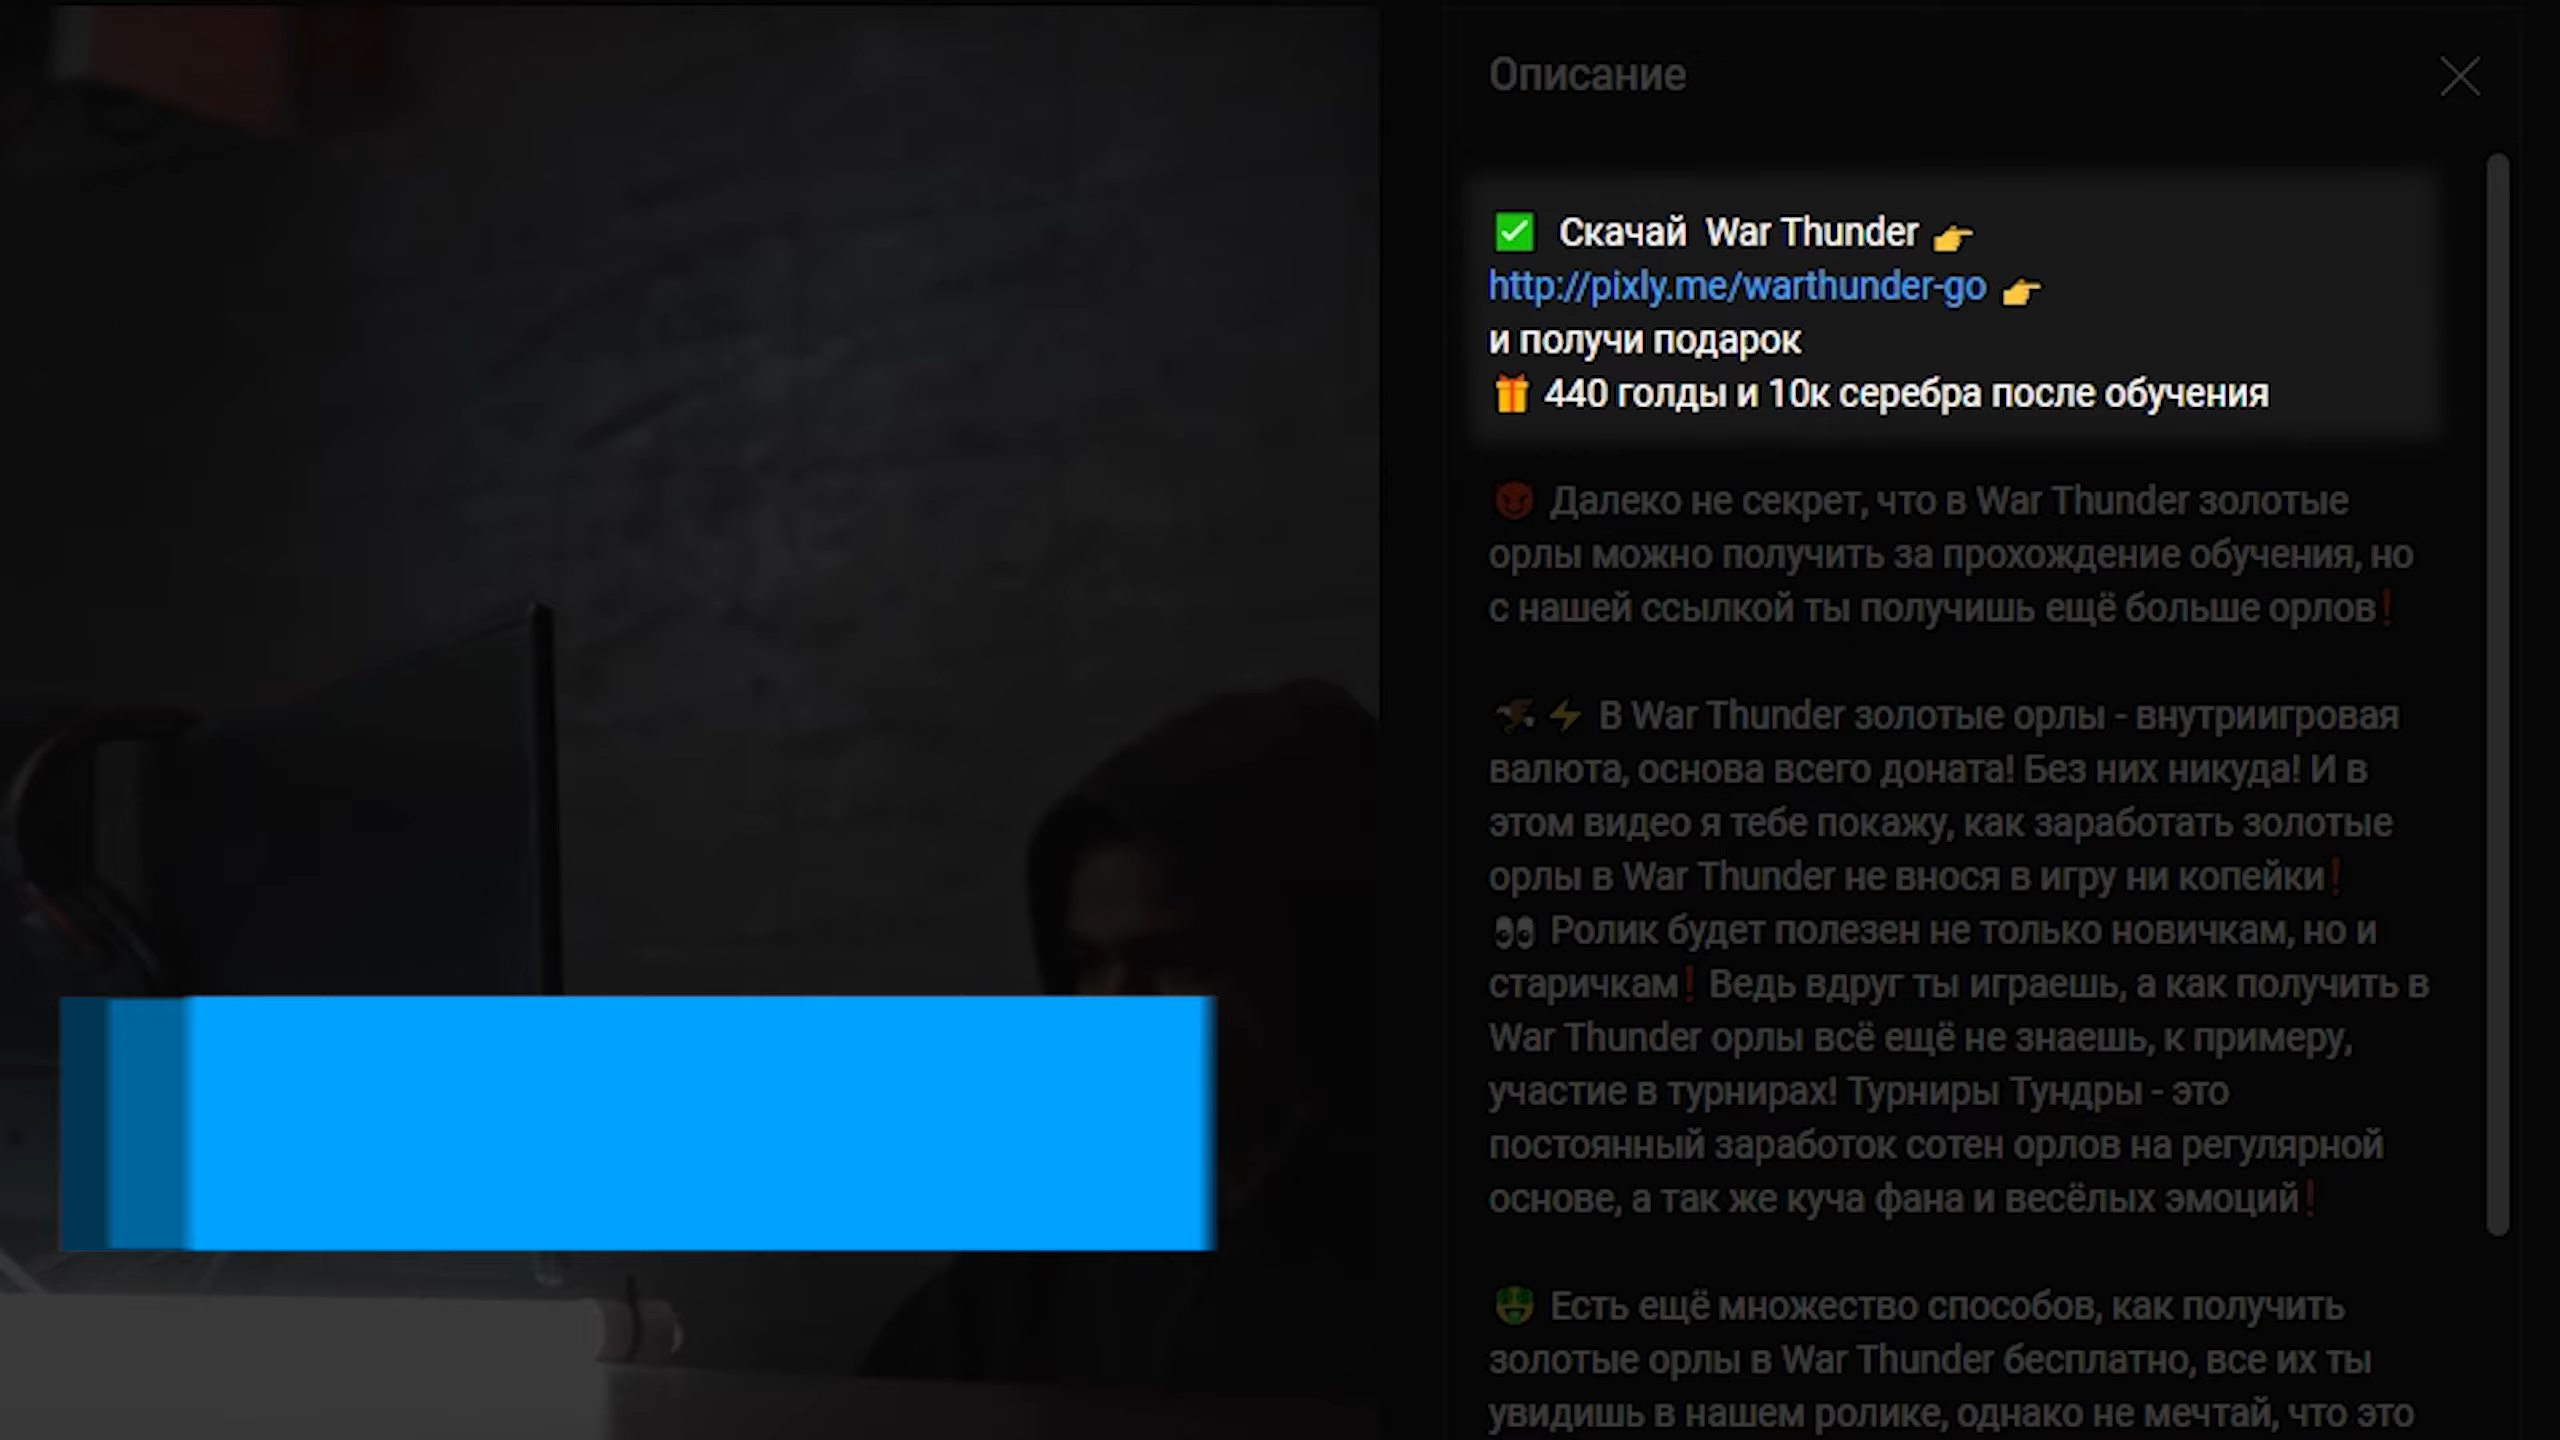 Описание
✅ Скачай War Thunder 👉
http://pixly.me/warthunder-go 👉
и получи подарок
🎁 440 голды и 10к серебра после обучения
😈 Далеко не секрет, что в War Thunder золотые
орлы можно получить за прохождение обучения, но
с нашей ссылкой ты получишь ещё больше орлов❗
🦅⚡ В War Thunder золотые орлы - внутриигровая
валюта, основа всего доната! Без них никуда! И в
этом видео я тебе покажу, как заработать золотые
орлы в War Thunder не внося в игру ни копейки❗
👀 Ролик будет полезен не только новичкам, но и
старичкам❗ Ведь вдруг ты играешь, а как получить в
War Thunder орлы всё ещё не знаешь, к примеру,
участие в турнирах! Турниры Тундры - это
постоянный заработок сотен орлов на регулярной
основе, а так же куча фана и весёлых эмоций❗
🤑 Есть ещё множество способов, как получить
золотые орлы в War Thunder бесплатно, все их ты
увидишь в нашем ролике, однако не мечтай, что это